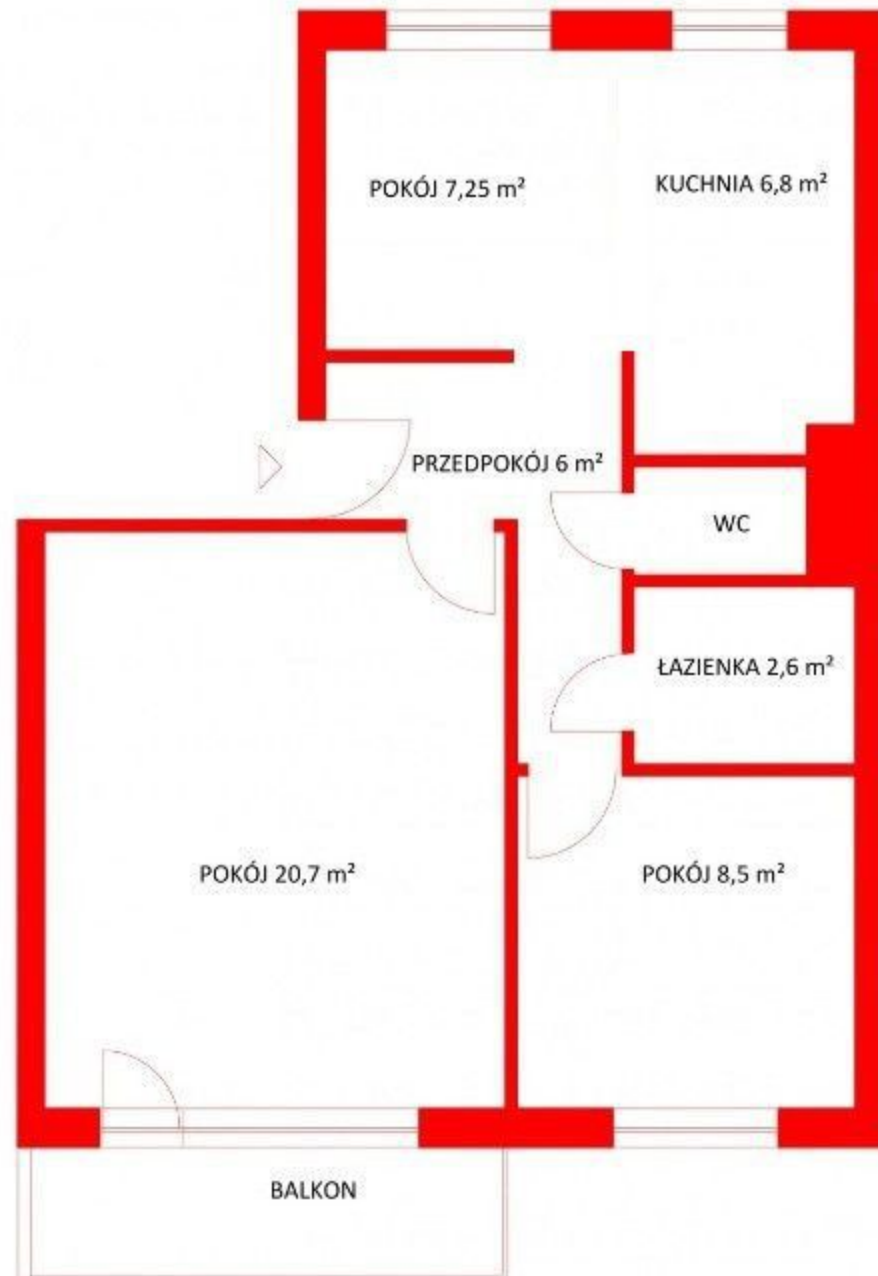 POKÓJ 7,25 m²
KUCHNIA 6,8 m²
PRZEDPOKÓJ 6 m²
WC
ŁAZIENKA 2,6 m²
POKÓJ 20,7 m²
POKÓJ 8,5 m²
BALKON